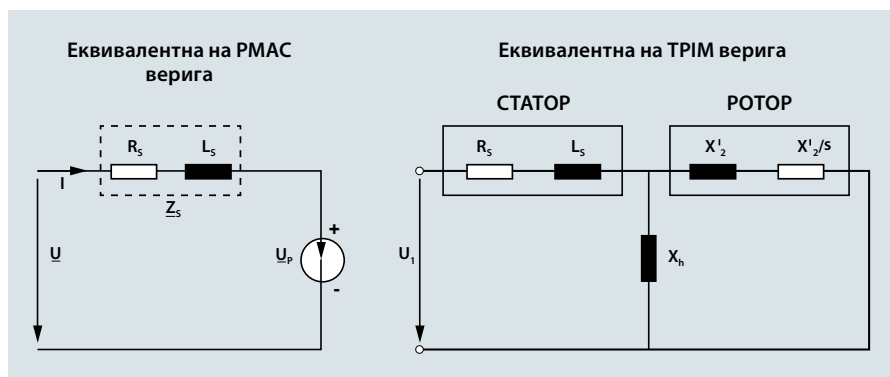 Еквивалентна на PMAC
верига
R_S L_S
I
Z_S
U
U_P
+
-
Еквивалентна на TPIM верига
СТАТОР РОТОР
R_S L_S X'_2 X'_2/s
U_1
X_h